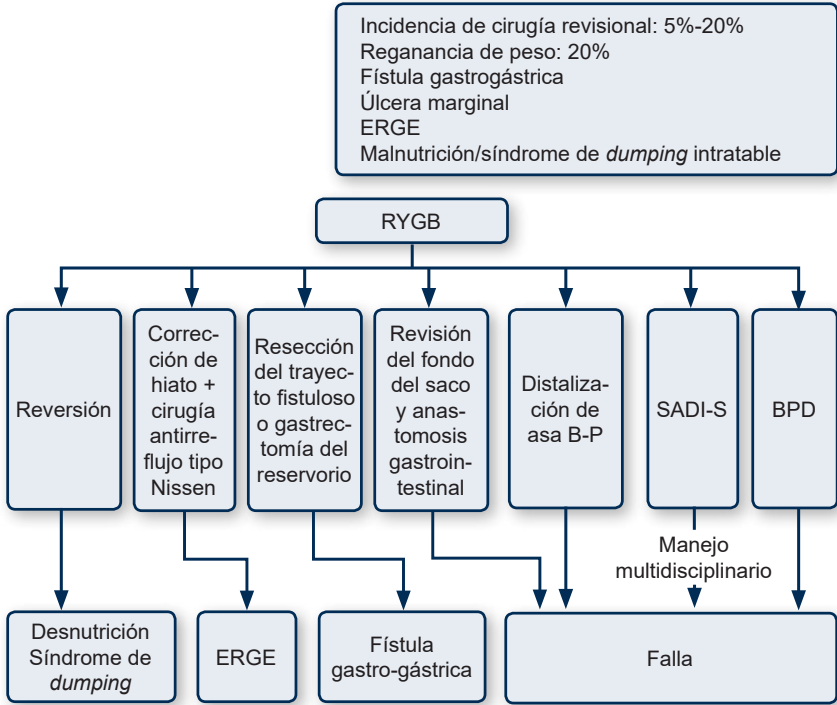 Incidencia de cirugía revisional: 5%-20%
Reganancia de peso: 20%
Fístula gastrogástrica
Úlcera marginal
ERGE
Malnutrición/síndrome de dumping intratable
RYGB
Reversión
Correc-
ción de
hiato +
cirugía
antirre-
flujo tipo
Nissen
Resección
del trayec-
to fistuloso
o gastrec-
tomía del
reservorio
Revisión
del fondo
del saco
y anas-
tomosis
gastroin-
testinal
Distaliza-
ción de
asa B-P
SADI-S
BPD
Manejo
multidisciplinario
Desnutrición
Síndrome de
dumping
ERGE
Fístula
gastro-gástrica
Falla